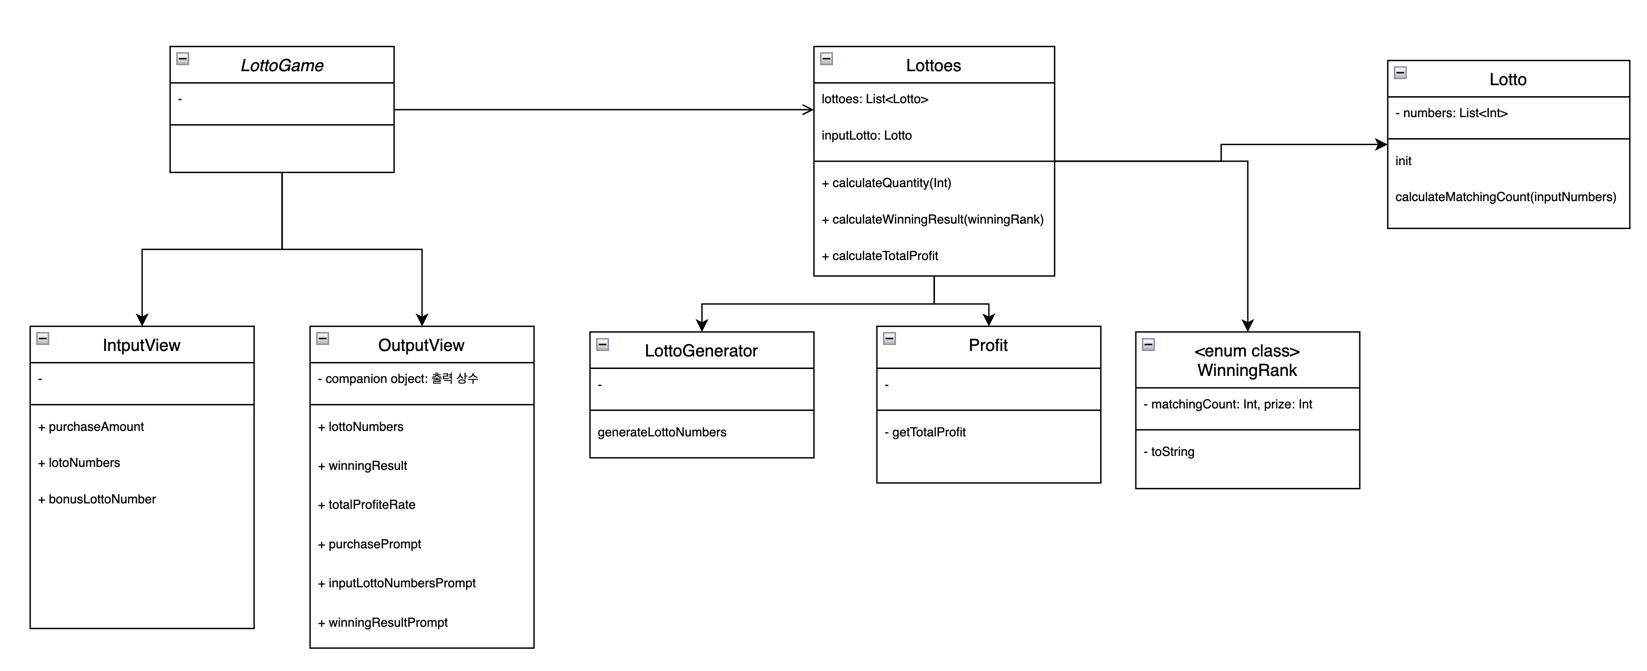 LottoGame
-
Lottoes
lottoes: List<Lotto>
inputLotto: Lotto
+ calculateQuantity(Int)
+ calculateWinningResult(winningRank)
+ calculateTotalProfit
Lotto
- numbers: List<Int>
init
calculateMatchingCount(inputNumbers)
IntputView
-
+ purchaseAmount
+ lotoNumbers
+ bonusLottoNumber
OutputView
- companion object: 출력 상수
+ lottoNumbers
+ winningResult
+ totalProfiteRate
+ purchasePrompt
+ inputLottoNumbersPrompt
+ winningResultPrompt
LottoGenerator
-
generateLottoNumbers
Profit
-
- getTotalProfit
<enum class>
WinningRank
- matchingCount: Int, prize: Int
- toString